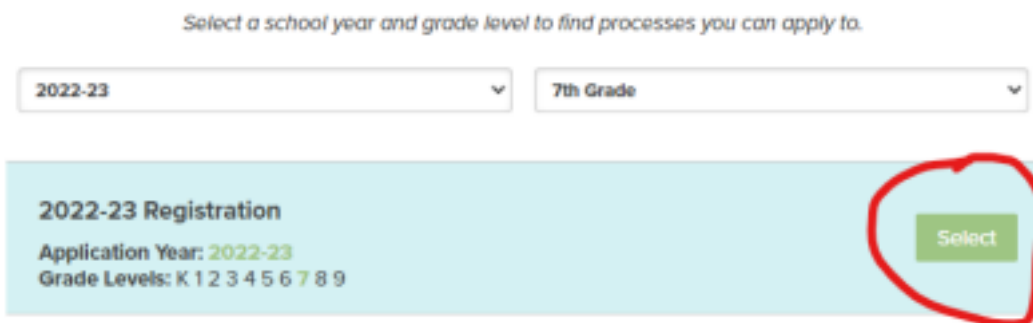 Select a school year and grade level to find processes you can apply to.
2022-23 7th Grade
2022-23 Registration
Select
Application Year: 2022-23
Grade Levels: K 1 2 3 4 5 6 7 8 9